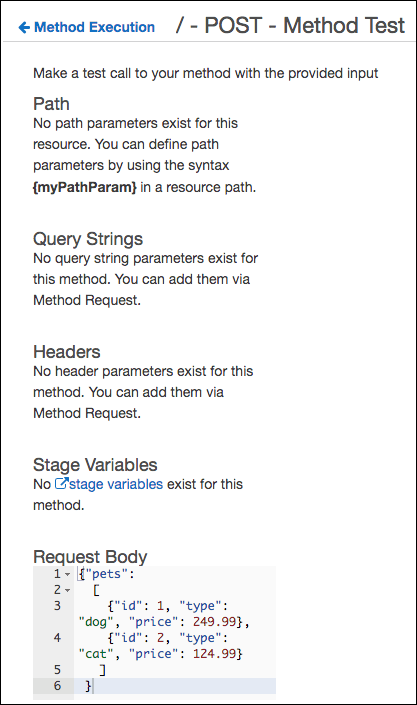 ← Method Execution / - POST - Method Test
Make a test call to your method with the provided input
Path
No path parameters exist for this
resource. You can define path
parameters by using the syntax
{myPathParam} in a resource path.
Query Strings
No query string parameters exist for
this method. You can add them via
Method Request.
Headers
No header parameters exist for this
method. You can add them via
Method Request.
Stage Variables
No stage variables exist for this
method.
Request Body
1 {"pets":
2 [
3 {"id": 1, "type":
"dog", "price": 249.99},
4 {"id": 2, "type":
"cat", "price": 124.99}
5 ]
6 }